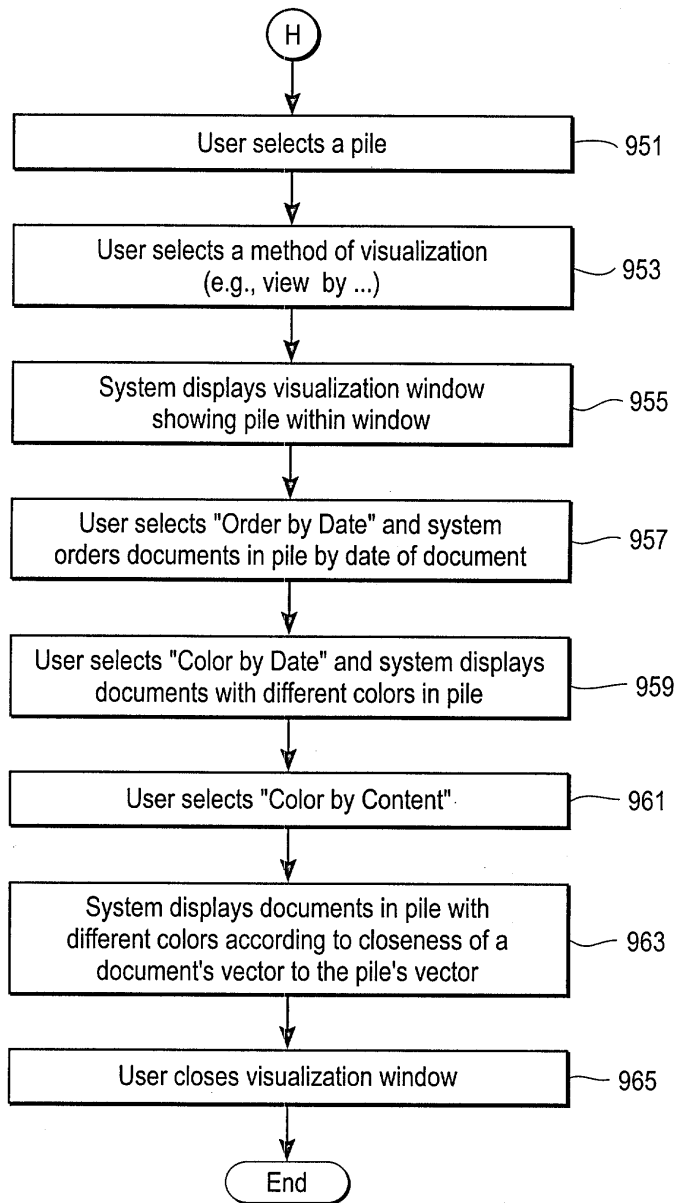 H
User selects a pile
951
User selects a method of visualization
(e.g., view by ...)
953
System displays visualization window
showing pile within window
955
User selects "Order by Date" and system
orders documents in pile by date of document
957
User selects "Color by Date" and system displays
documents with different colors in pile
959
User selects "Color by Content"
961
System displays documents in pile with
different colors according to closeness of a
document's vector to the pile's vector
963
User closes visualization window
965
End